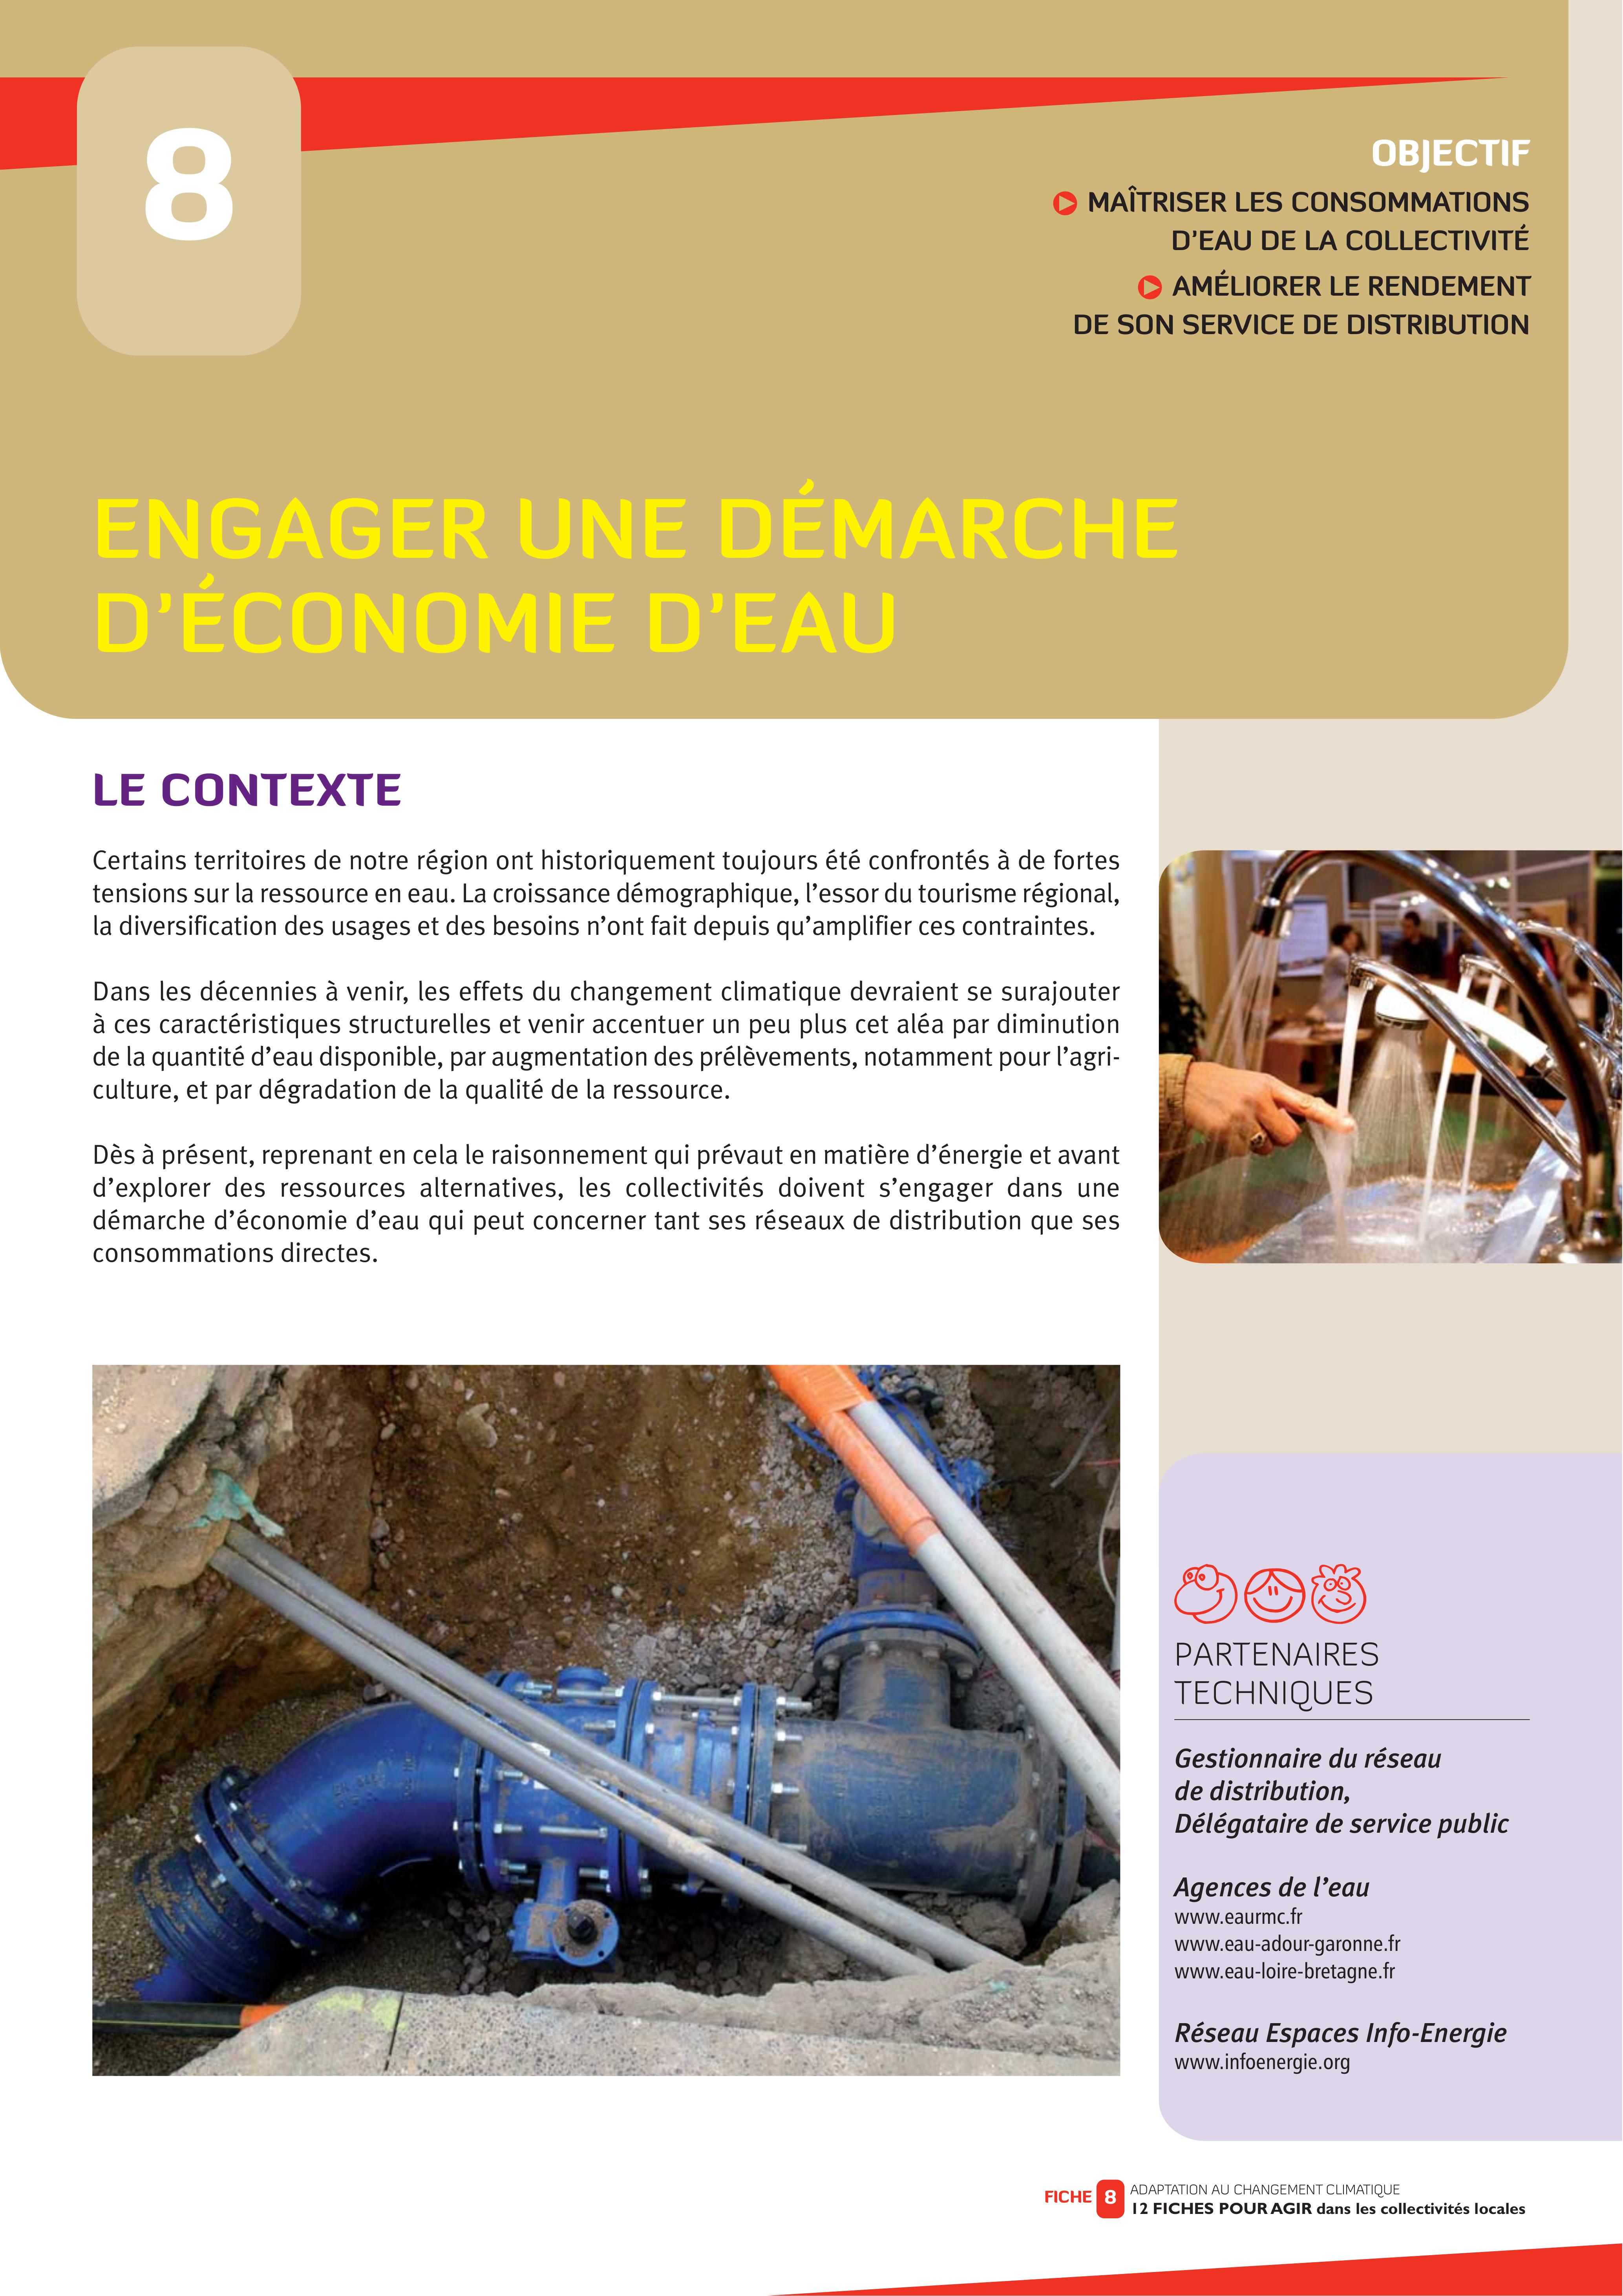 8
OBJECTIF
MAÎTRISER LES CONSOMMATIONS
D’EAU DE LA COLLECTIVITÉ
AMÉLIORER LE RENDEMENT
DE SON SERVICE DE DISTRIBUTION
ENGAGER UNE DÉMARCHE
D’ÉCONOMIE D’EAU
LE CONTEXTE
Certains territoires de notre région ont historiquement toujours été confrontés à de fortes
tensions sur la ressource en eau. La croissance démographique, l’essor du tourisme régional,
la diversification des usages et des besoins n’ont fait depuis qu’amplifier ces contraintes.
Dans les décennies à venir, les effets du changement climatique devraient se surajouter
à ces caractéristiques structurelles et venir accentuer un peu plus cet aléa par diminution
de la quantité d’eau disponible, par augmentation des prélèvements, notamment pour l’agri-
culture, et par dégradation de la qualité de la ressource.
Dès à présent, reprenant en cela le raisonnement qui prévaut en matière d’énergie et avant
d’explorer des ressources alternatives, les collectivités doivent s’engager dans une
démarche d’économie d’eau qui peut concerner tant ses réseaux de distribution que ses
consommations directes.
PARTENAIRES
TECHNIQUES
Gestionnaire du réseau
de distribution,
Délégataire de service public
Agences de l’eau
www.eaurmc.fr
www.eau-adour-garonne.fr
www.eau-loire-bretagne.fr
Réseau Espaces Info-Energie
www.infoenergie.org
FICHE 8 ADAPTATION AU CHANGEMENT CLIMATIQUE
12 FICHES POUR AGIR dans les collectivités locales